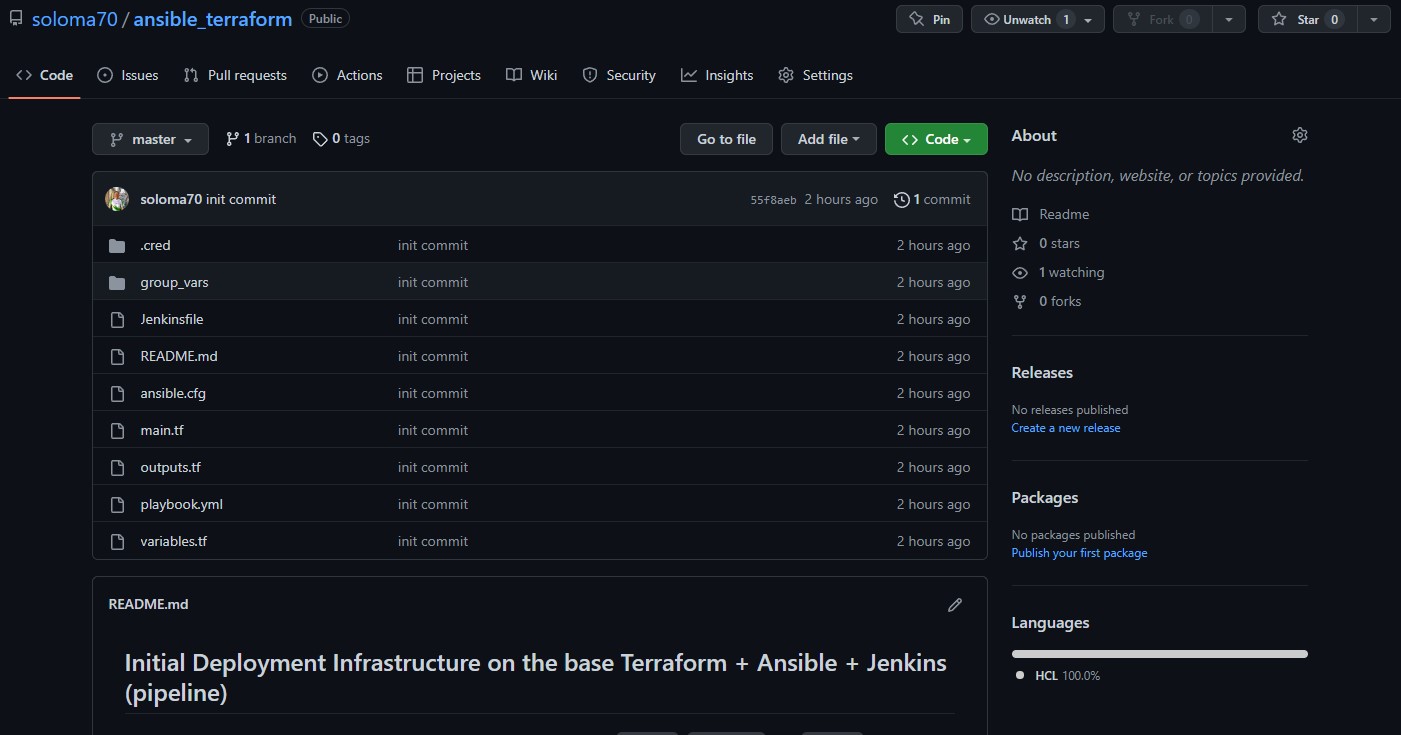 soloma70 / ansible_terraform Public Pin Unwatch 1 Fork 0 Star 0
Code Issues Pull requests Actions Projects Wiki Security Insights Settings
master 1 branch 0 tags Go to file Add file Code
soloma70 init commit 55f8aeb 2 hours ago 1 commit
.cred init commit 2 hours ago
group_vars init commit 2 hours ago
Jenkinsfile init commit 2 hours ago
README.md init commit 2 hours ago
ansible.cfg init commit 2 hours ago
main.tf init commit 2 hours ago
outputs.tf init commit 2 hours ago
playbook.yml init commit 2 hours ago
variables.tf init commit 2 hours ago
README.md
Initial Deployment Infrastructure on the base Terraform + Ansible + Jenkins
(pipeline)
About
No description, website, or topics provided.
Readme
0 stars
1 watching
0 forks
Releases
No releases published
Create a new release
Packages
No packages published
Publish your first package
Languages
HCL 100.0%